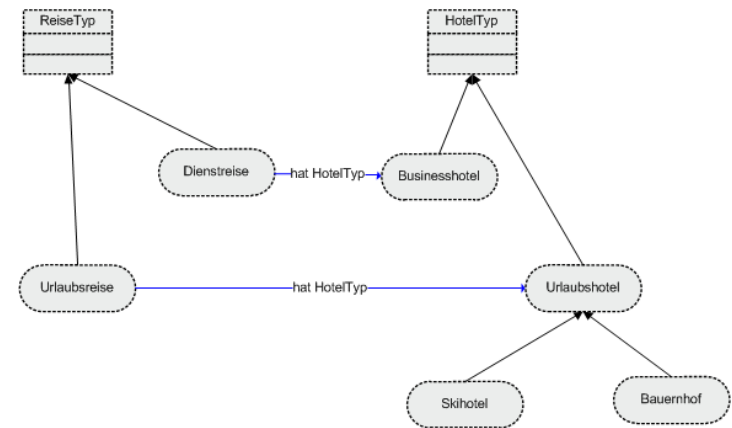 ReiseTyp
HotelTyp
Dienstreise
hat HotelTyp
Businesshotel
Urlaubsreise
hat HotelTyp
Urlaubshotel
Skihotel
Bauernhof